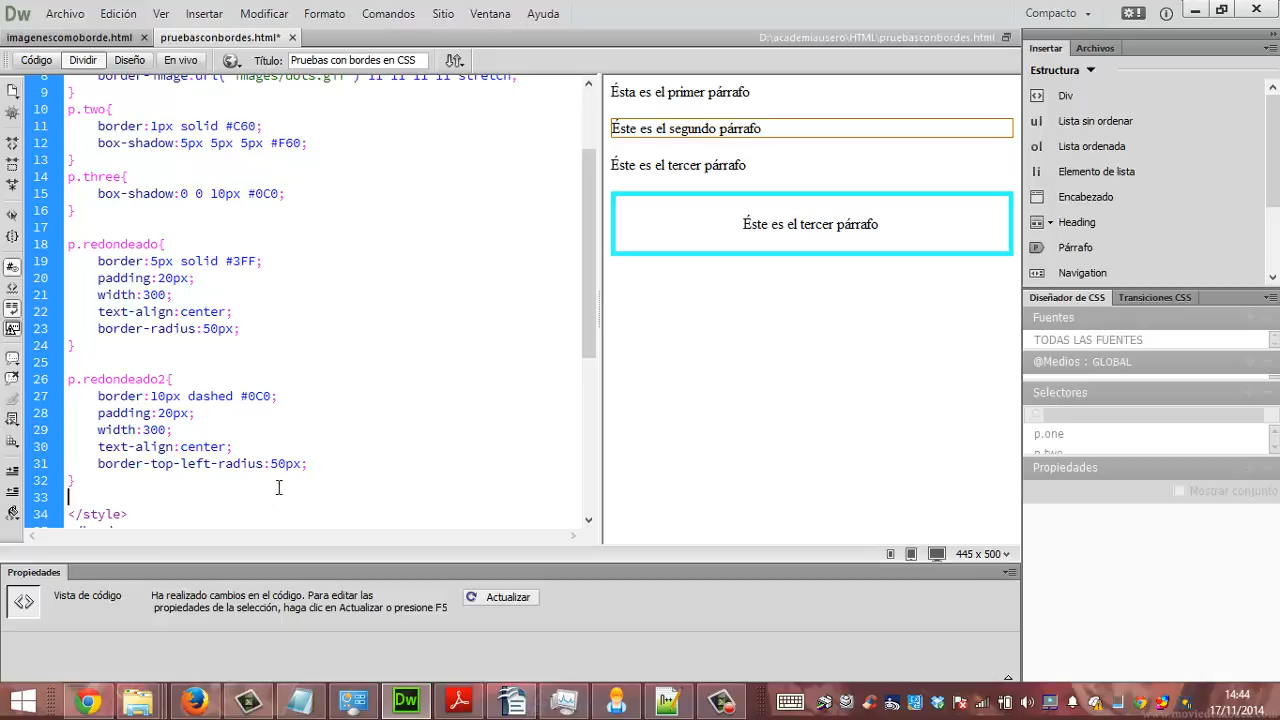 Dw Archivo Edición Ver Insertar Modificar Formato Comandos Sitio Ventana Ayuda Compacto
imagenescomoborde.html × pruebasconbordes.html* × D:\academiausero\HTML\pruebasconbordes.html
Código Dividir Diseño En vivo Título: Pruebas con bordes en CSS
9 }
10 p.two{
11 border:1px solid #C60;
12 box-shadow:5px 5px 5px #F60;
13 }
14 p.three{
15 box-shadow:0 0 10px #0C0;
16 }
17
18 p.redondeado{
19 border:5px solid #3FF;
20 padding:20px;
21 width:300;
22 text-align:center;
23 border-radius:50px;
24 }
25
26 p.redondeado2{
27 border:10px dashed #0C0;
28 padding:20px;
29 width:300;
30 text-align:center;
31 border-top-left-radius:50px;
32 }
33
34 </style>
Ésta es el primer párrafo
Éste es el segundo párrafo
Éste es el tercer párrafo
Éste es el tercer párrafo
445 x 500
Insertar Archivos
Estructura
Div
ul Lista sin ordenar
ol Lista ordenada
li Elemento de lista
Encabezado
Heading
Párrafo
Navigation
Diseñador de CSS Transiciones CSS
Fuentes
TODAS LAS FUENTES
@Medios : GLOBAL
Selectores
p.one
Propiedades
Mostrar conjunto
Propiedades
Vista de código
Ha realizado cambios en el código. Para editar las
propiedades de la selección, haga clic en Actualizar o presione F5
Actualizar
Dw
14:44
17/11/2014